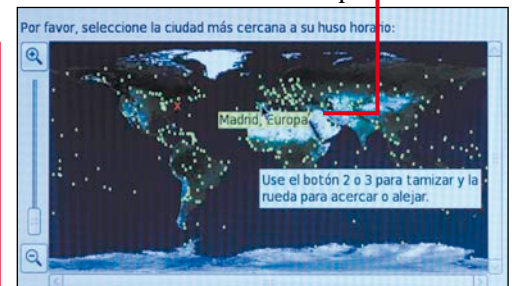 Por favor, seleccione la ciudad más cercana a su huso horario:
Madrid, Europa
Use el botón 2 o 3 para tamizar y la
rueda para acercar o alejar.